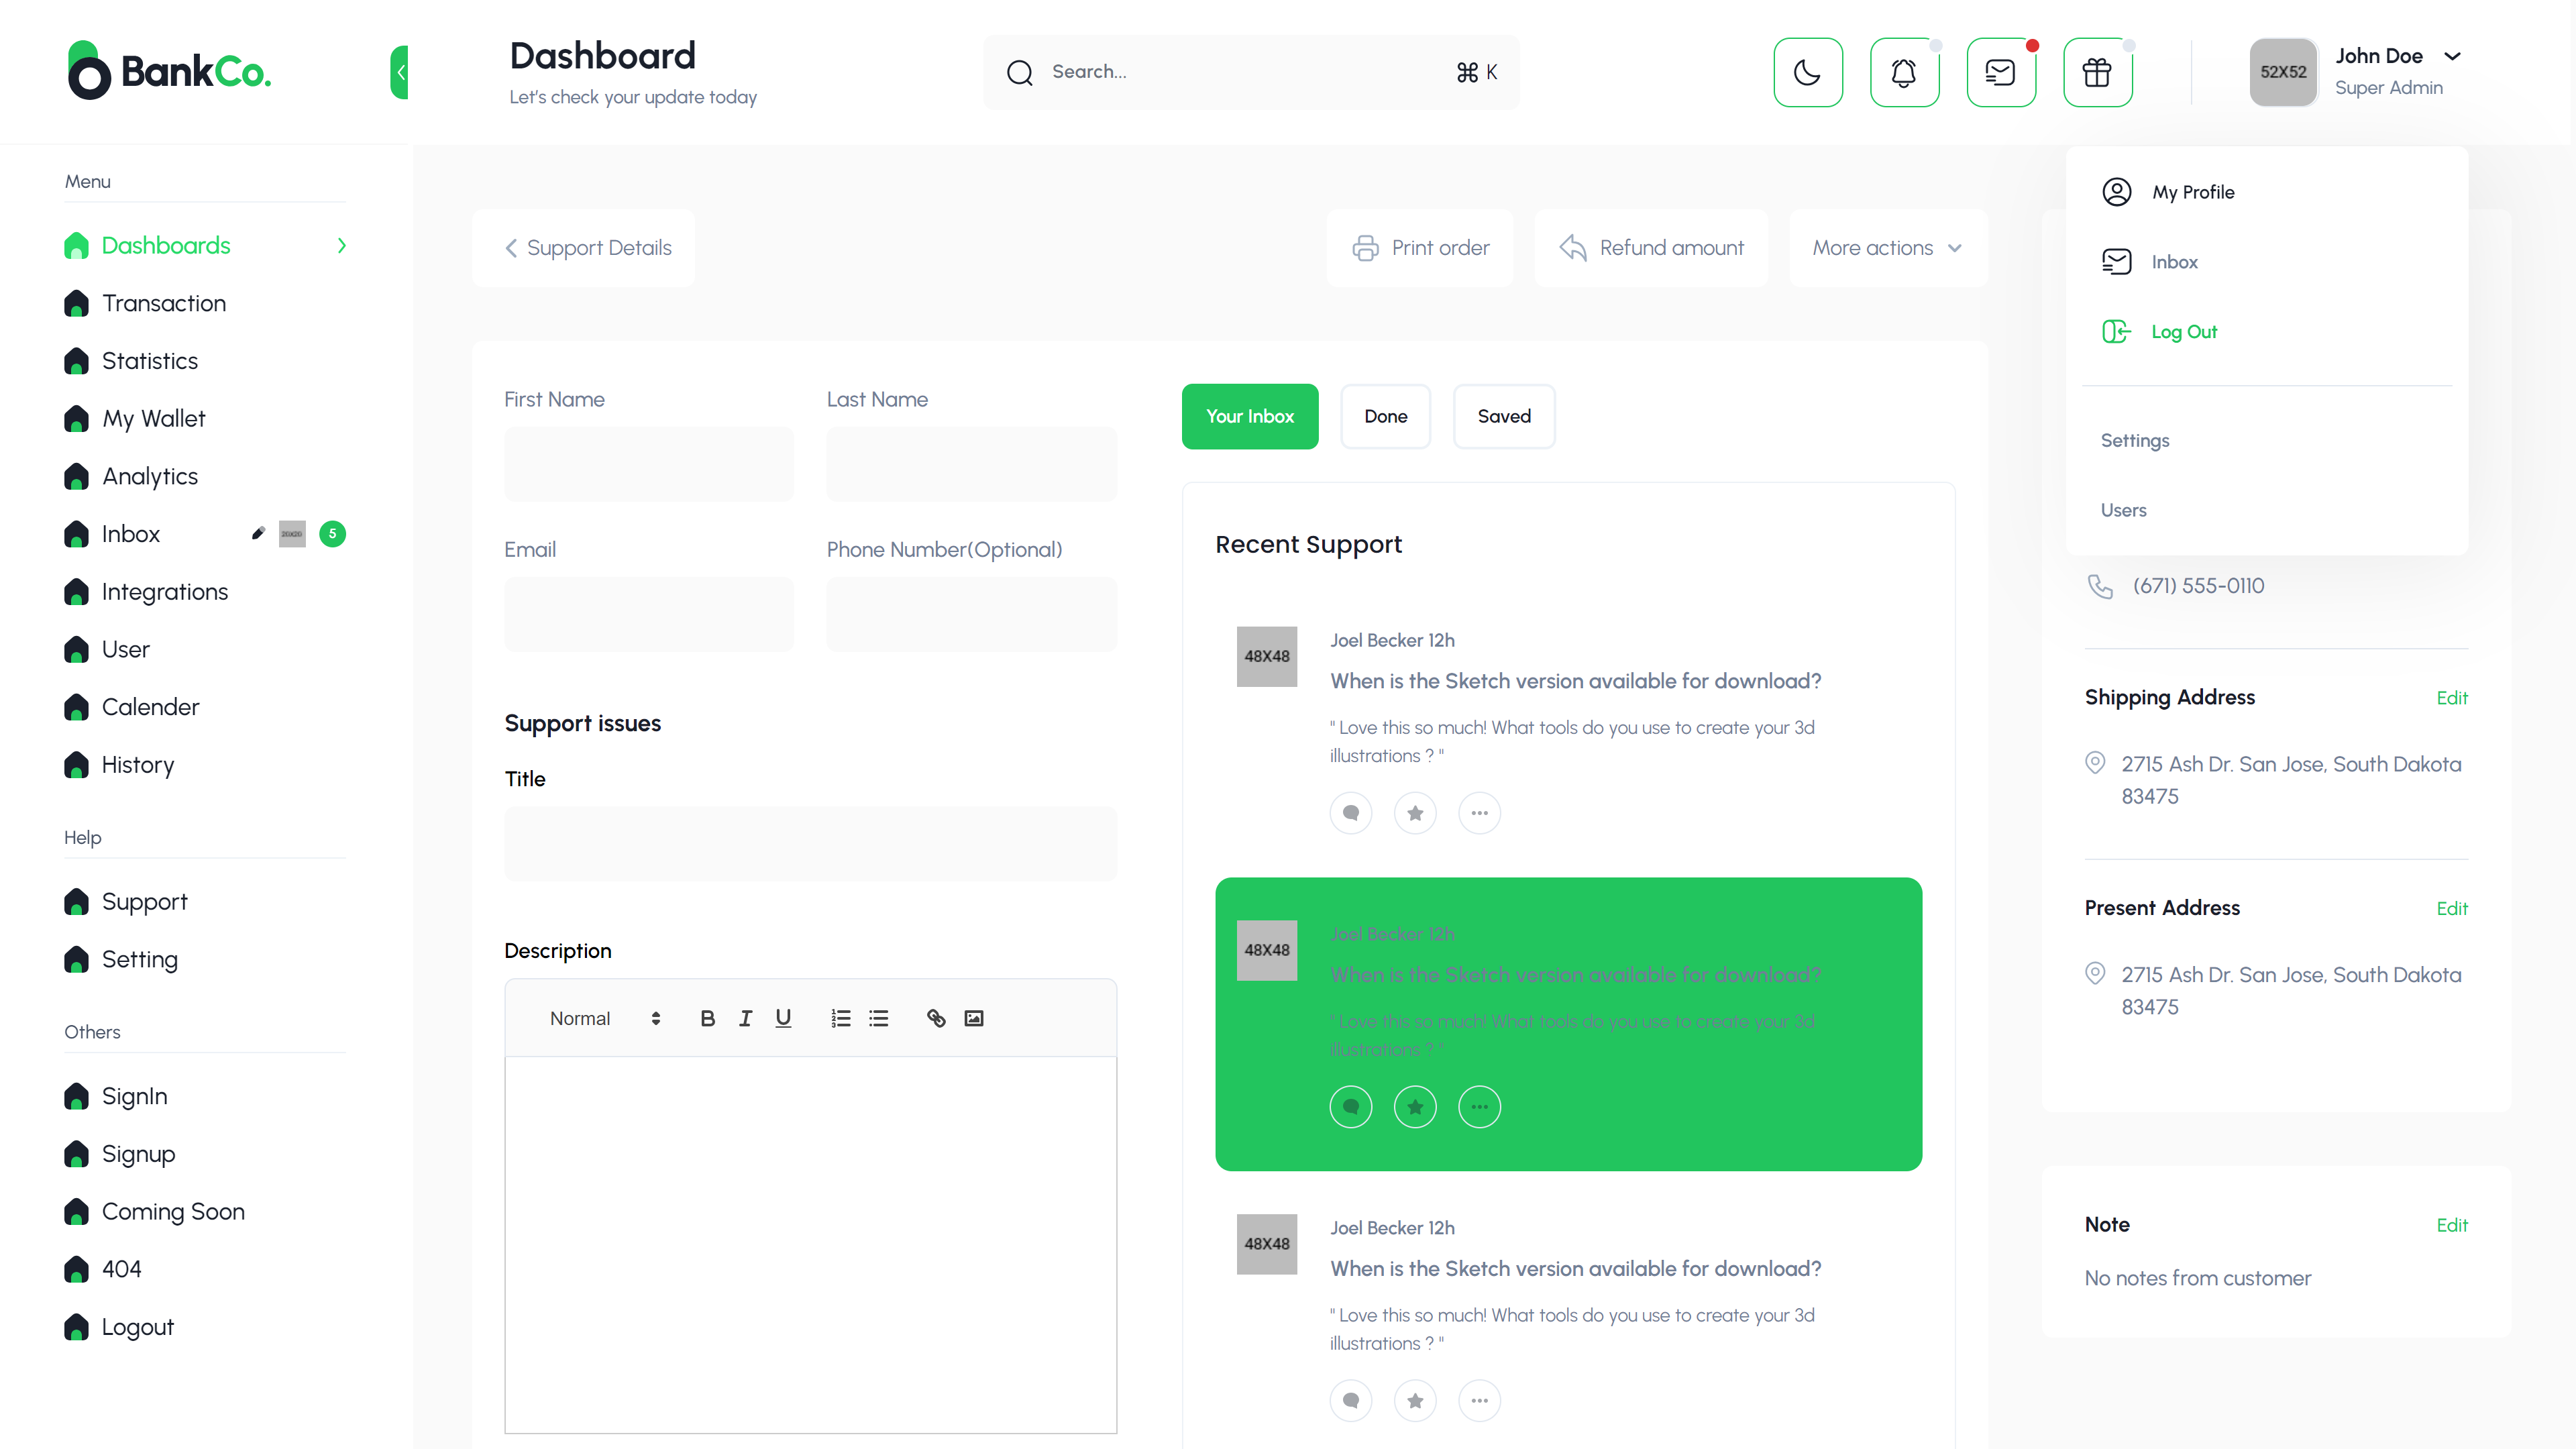 BankCo.
Dashboard
Let's check your update today
Search...
⌘ K
52X52
John Doe
Super Admin
Menu
Dashboards
Transaction
Statistics
My Wallet
Analytics
Inbox
20X20
5
Integrations
User
Calender
History
Help
Support
Setting
Others
SignIn
Signup
Coming Soon
404
Logout
Support Details
Print order
Refund amount
More actions
First Name
Last Name
Email
Phone Number(Optional)
Support issues
Title
Description
Normal
Your Inbox
Done
Saved
Recent Support
48X48
Joel Becker 12h
When is the Sketch version available for download?
" Love this so much! What tools do you use to create your 3d
illustrations ? "
48X48
Joel Becker 12h
When is the Sketch version available for download?
" Love this so much! What tools do you use to create your 3d
illustrations ? "
48X48
Joel Becker 12h
When is the Sketch version available for download?
" Love this so much! What tools do you use to create your 3d
illustrations ? "
My Profile
Inbox
Log Out
Settings
Users
(671) 555-0110
Shipping Address
Edit
2715 Ash Dr. San Jose, South Dakota
83475
Present Address
Edit
2715 Ash Dr. San Jose, South Dakota
83475
Note
Edit
No notes from customer